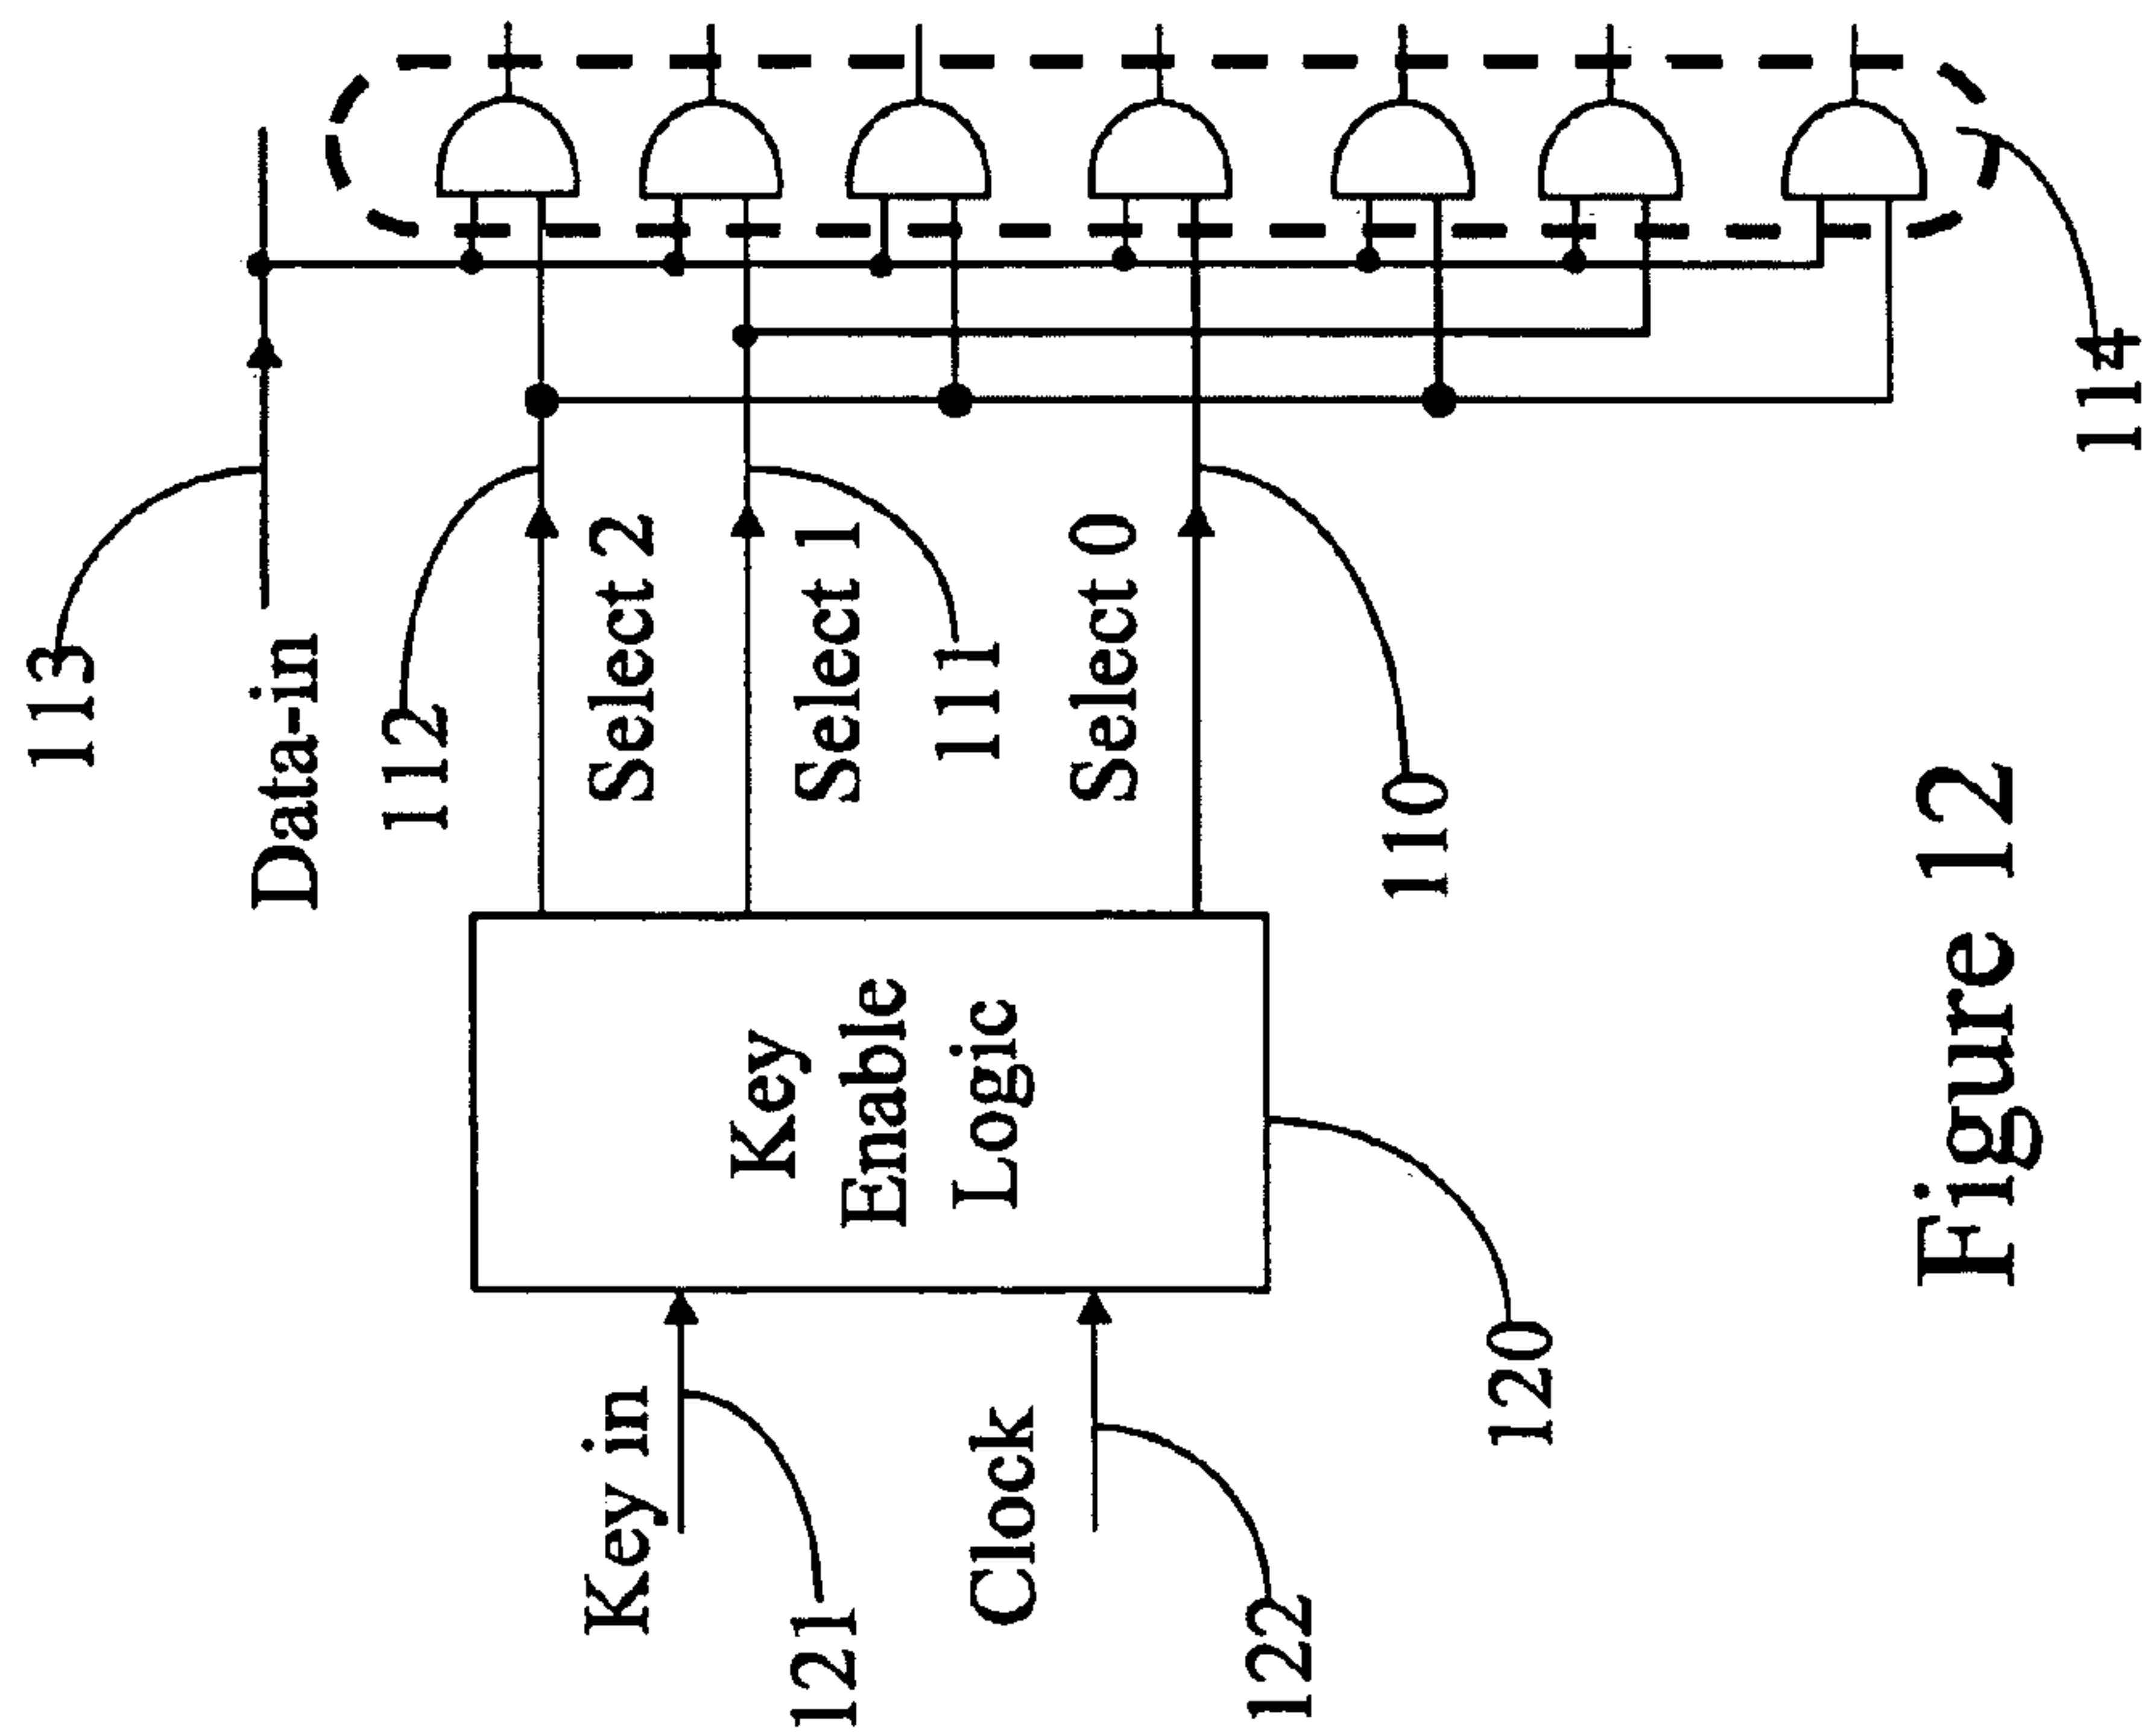 113
Data-in
112
Select 2
Select 1
111
Select 0
110
114
Key
Enable
Logic
Key in
121
Clock
122
120
Figure 12